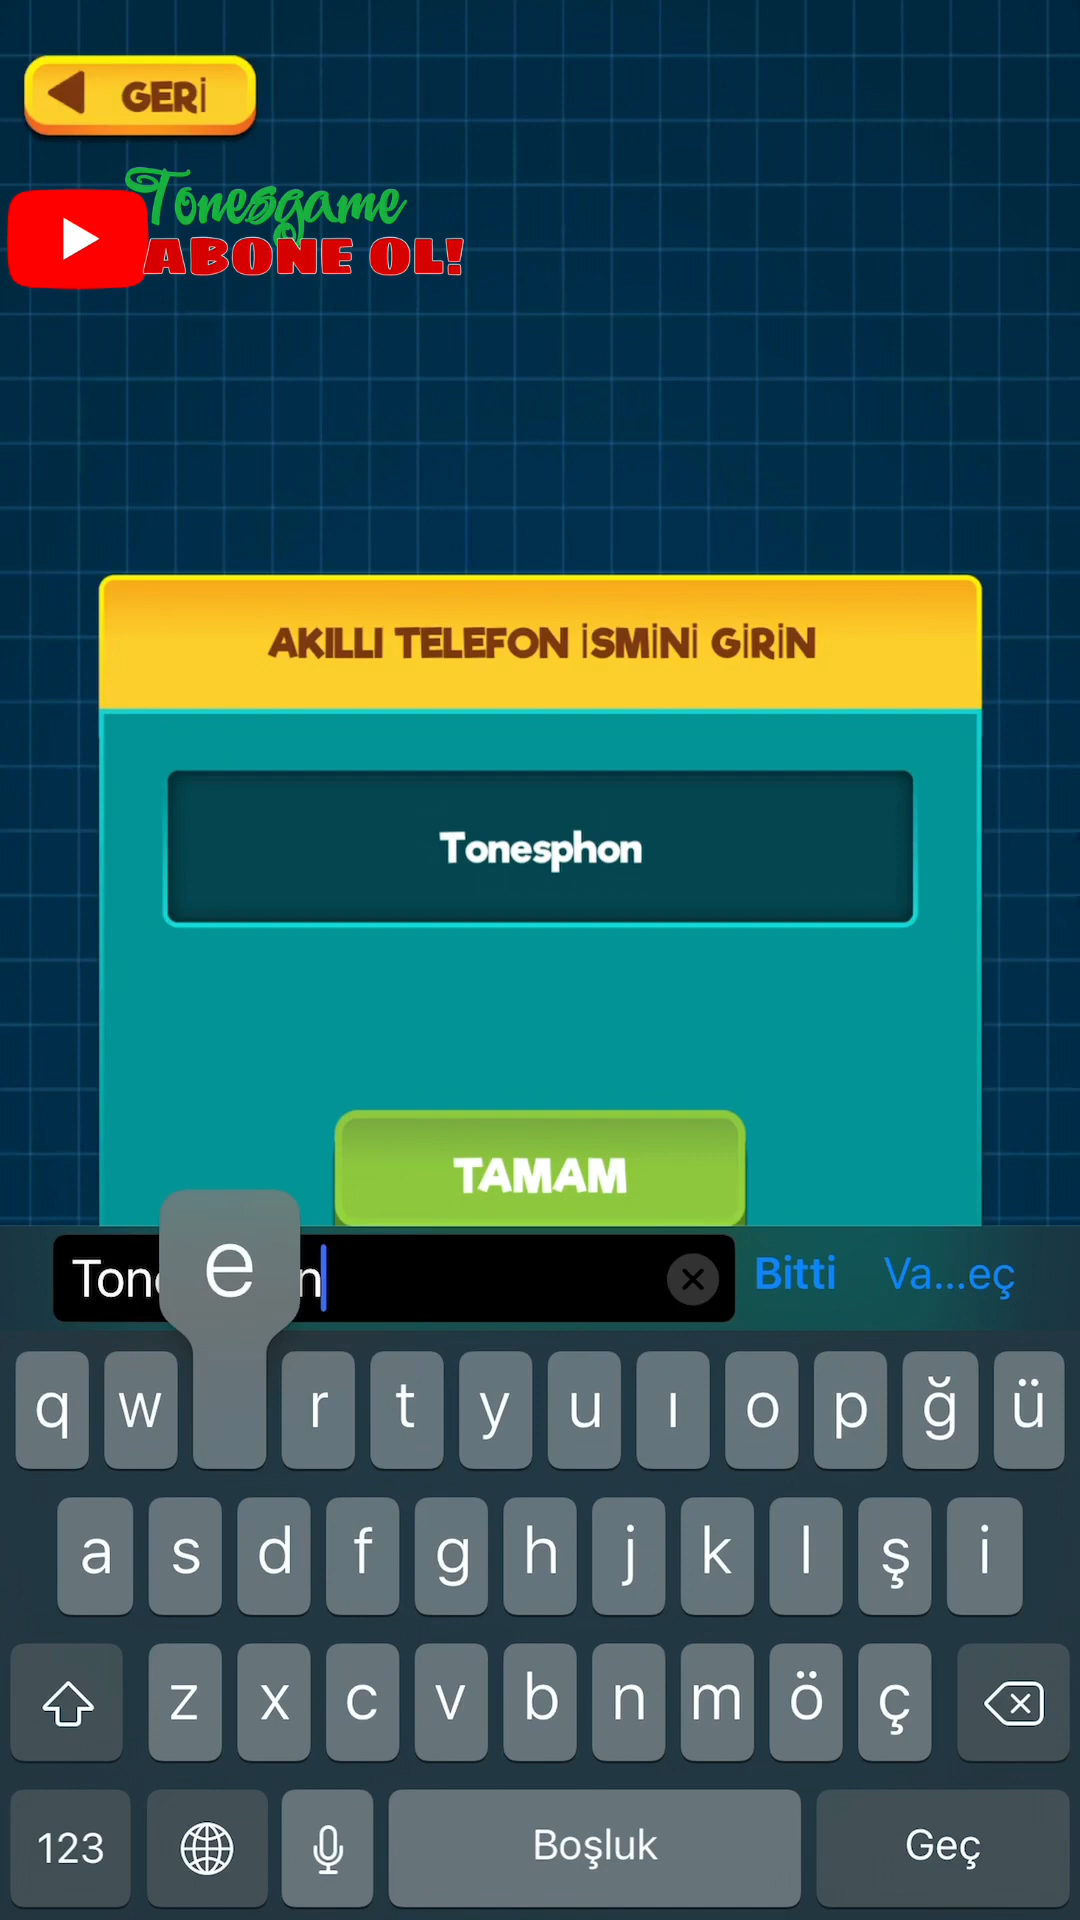 GERİ
Tonesgame
ABONE OL!
AKILLI TELEFON İSMİNİ GİRİN
Tonesphon
TAMAM
Ton n Bitti Va...eç
e
q w r t y u ı o p ğ ü
a s d f g h j k l ş i
z x c v b n m ö ç
123 Boşluk Geç